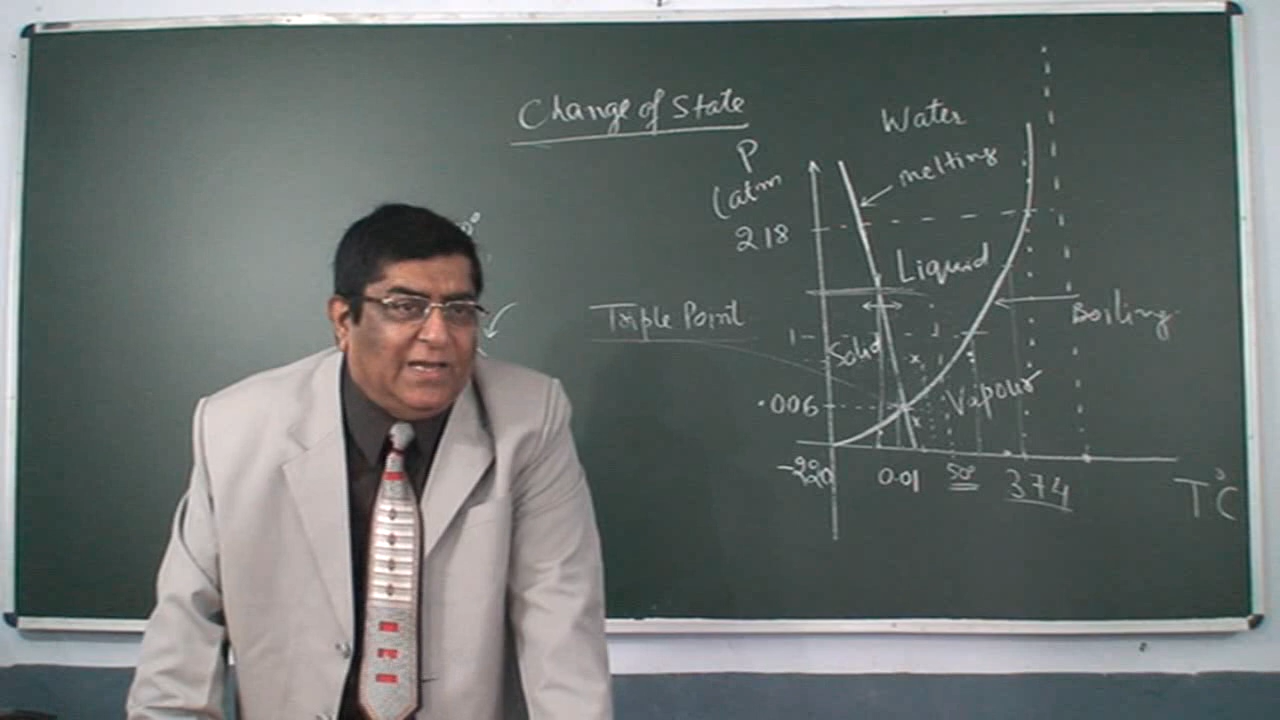 Change of State
Water
P
(atm
melting
218
Liquid
Triple Point
Boiling
1
Solid
.006
Vapour
0.01
50°
374
T°C